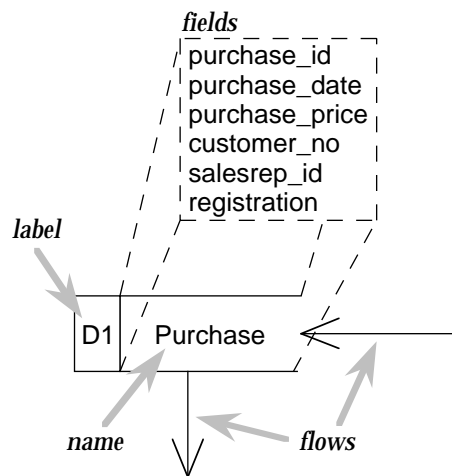 fields
purchase_id
purchase_date
purchase_price
customer_no
salesrep_id
registration
label
D1 Purchase
name
flows